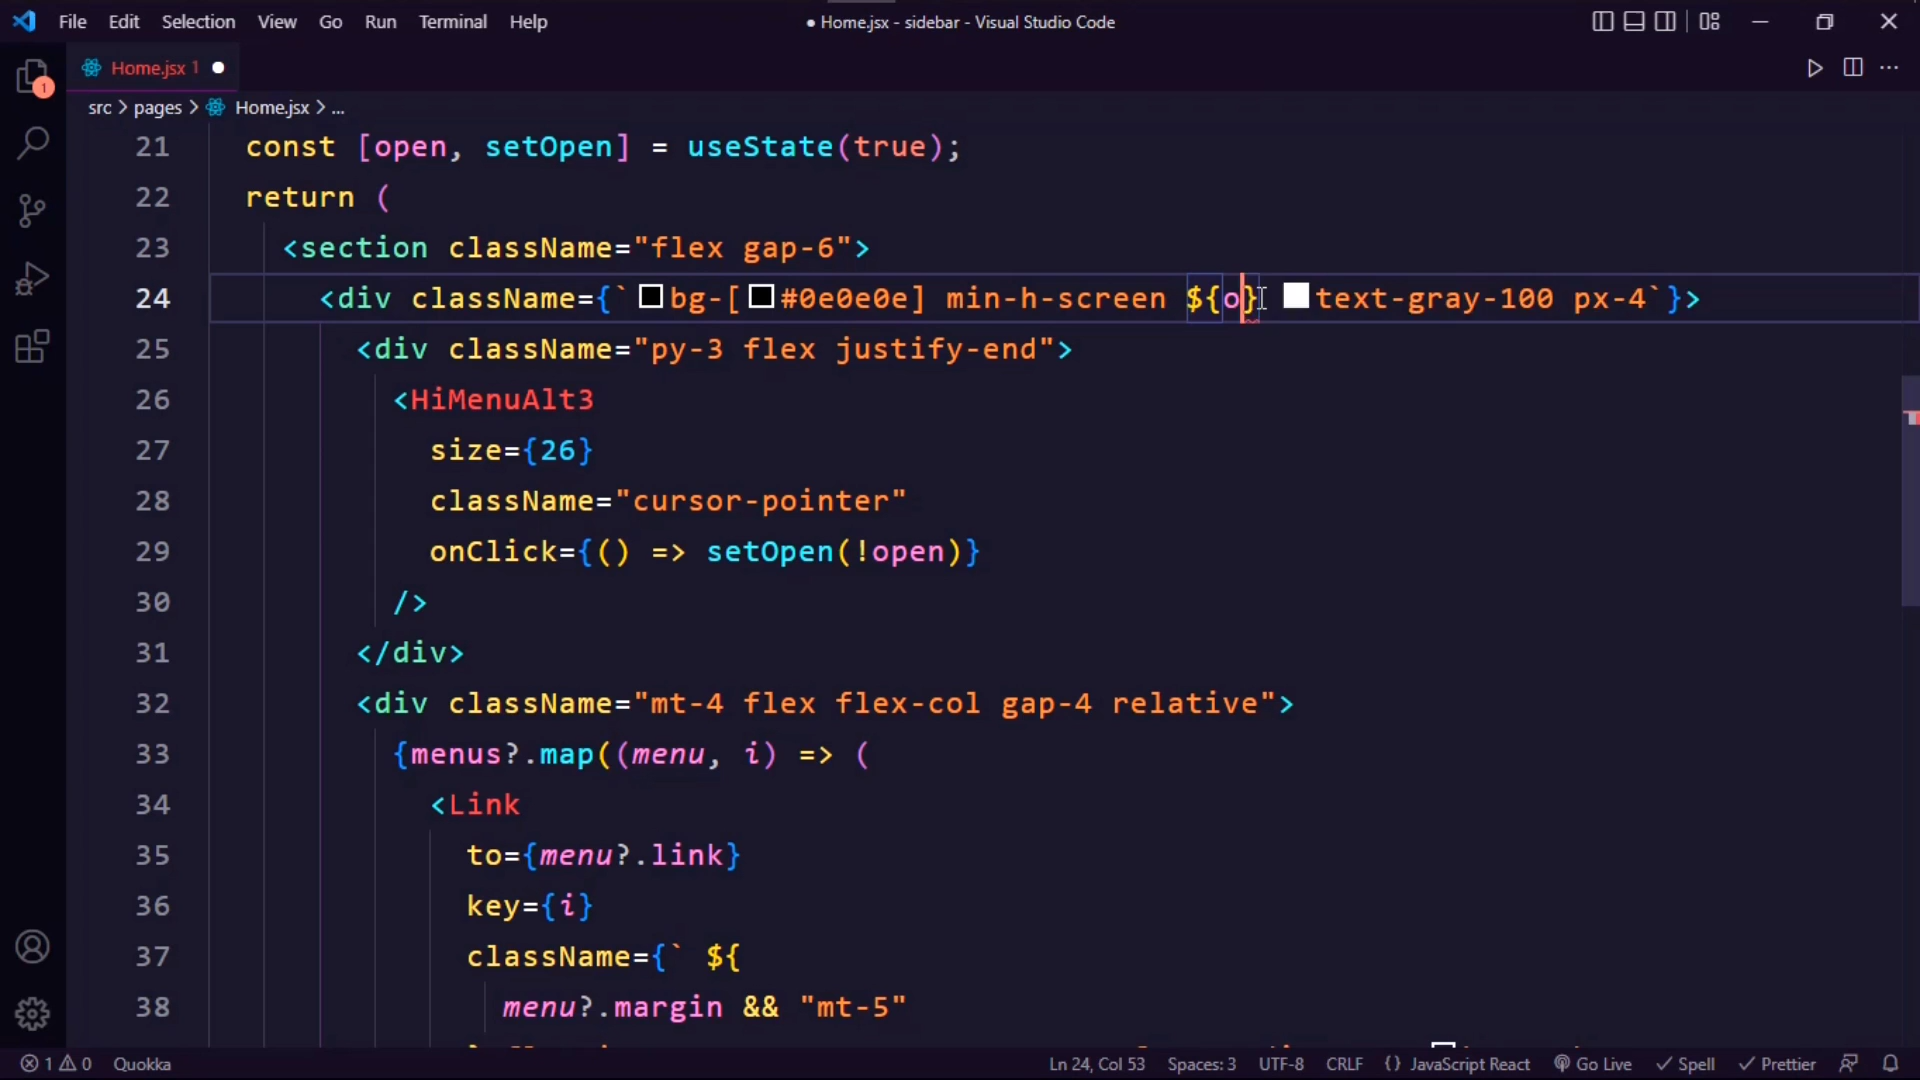 File Edit Selection View Go Run Terminal Help
● Home.jsx - sidebar - Visual Studio Code
1
Home.jsx 1 ●
src > pages > Home.jsx > ...
21 const [open, setOpen] = useState(true);
22 return (
23 <section className="flex gap-6">
24 <div className={`bg-[#0e0e0e] min-h-screen ${o} text-gray-100 px-4`}>
25 <div className="py-3 flex justify-end">
26 <HiMenuAlt3
27 size={26}
28 className="cursor-pointer"
29 onClick={() => setOpen(!open)}
30 />
31 </div>
32 <div className="mt-4 flex flex-col gap-4 relative">
33 {menus?.map((menu, i) => (
34 <Link
35 to={menu?.link}
36 key={i}
37 className={` ${
38 menu?.margin && "mt-5"
1 0 Quokka Ln 24, Col 53 Spaces: 3 UTF-8 CRLF {} JavaScript React Go Live ✓ Spell ✓ Prettier